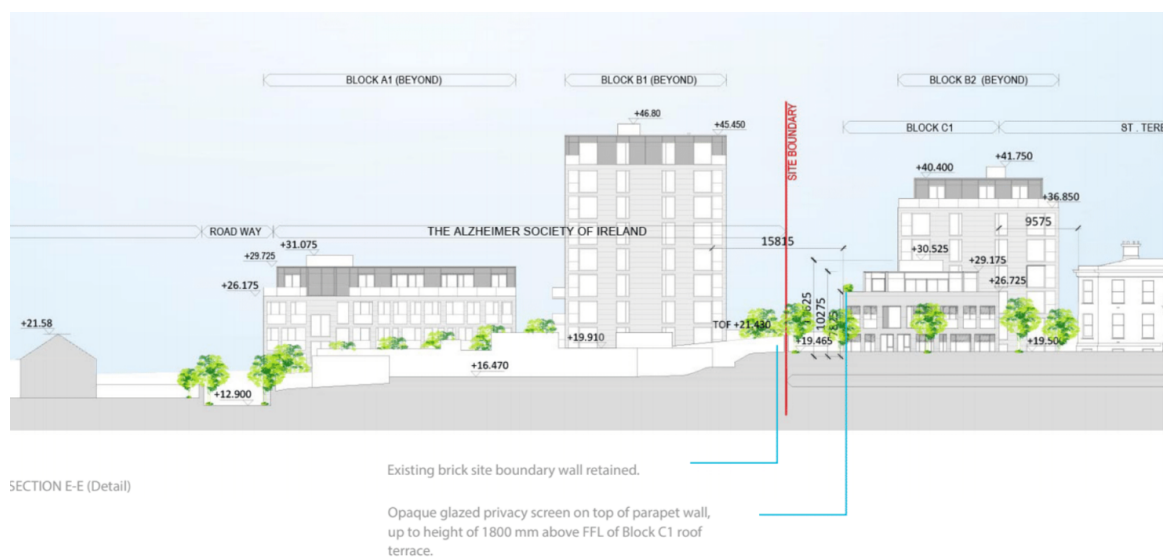 BLOCK A1 (BEYOND)
BLOCK B1 (BEYOND)
BLOCK B2 (BEYOND)
+46.80
+45.450
SITE BOUNDARY
BLOCK C1
ST . TERE
+41.750
+40.400
+36.850
9575
ROAD WAY
THE ALZHEIMER SOCIETY OF IRELAND
15815
+31.075
+29.725
+30.525
+29.175
+26.725
+26.175
10275
+21.58
TOF +21.430
+19.910
+19.465
+19.500
+16.470
+12.900
Existing brick site boundary wall retained.
SECTION E-E (Detail)
Opaque glazed privacy screen on top of parapet wall,
up to height of 1800 mm above FFL of Block C1 roof
terrace.